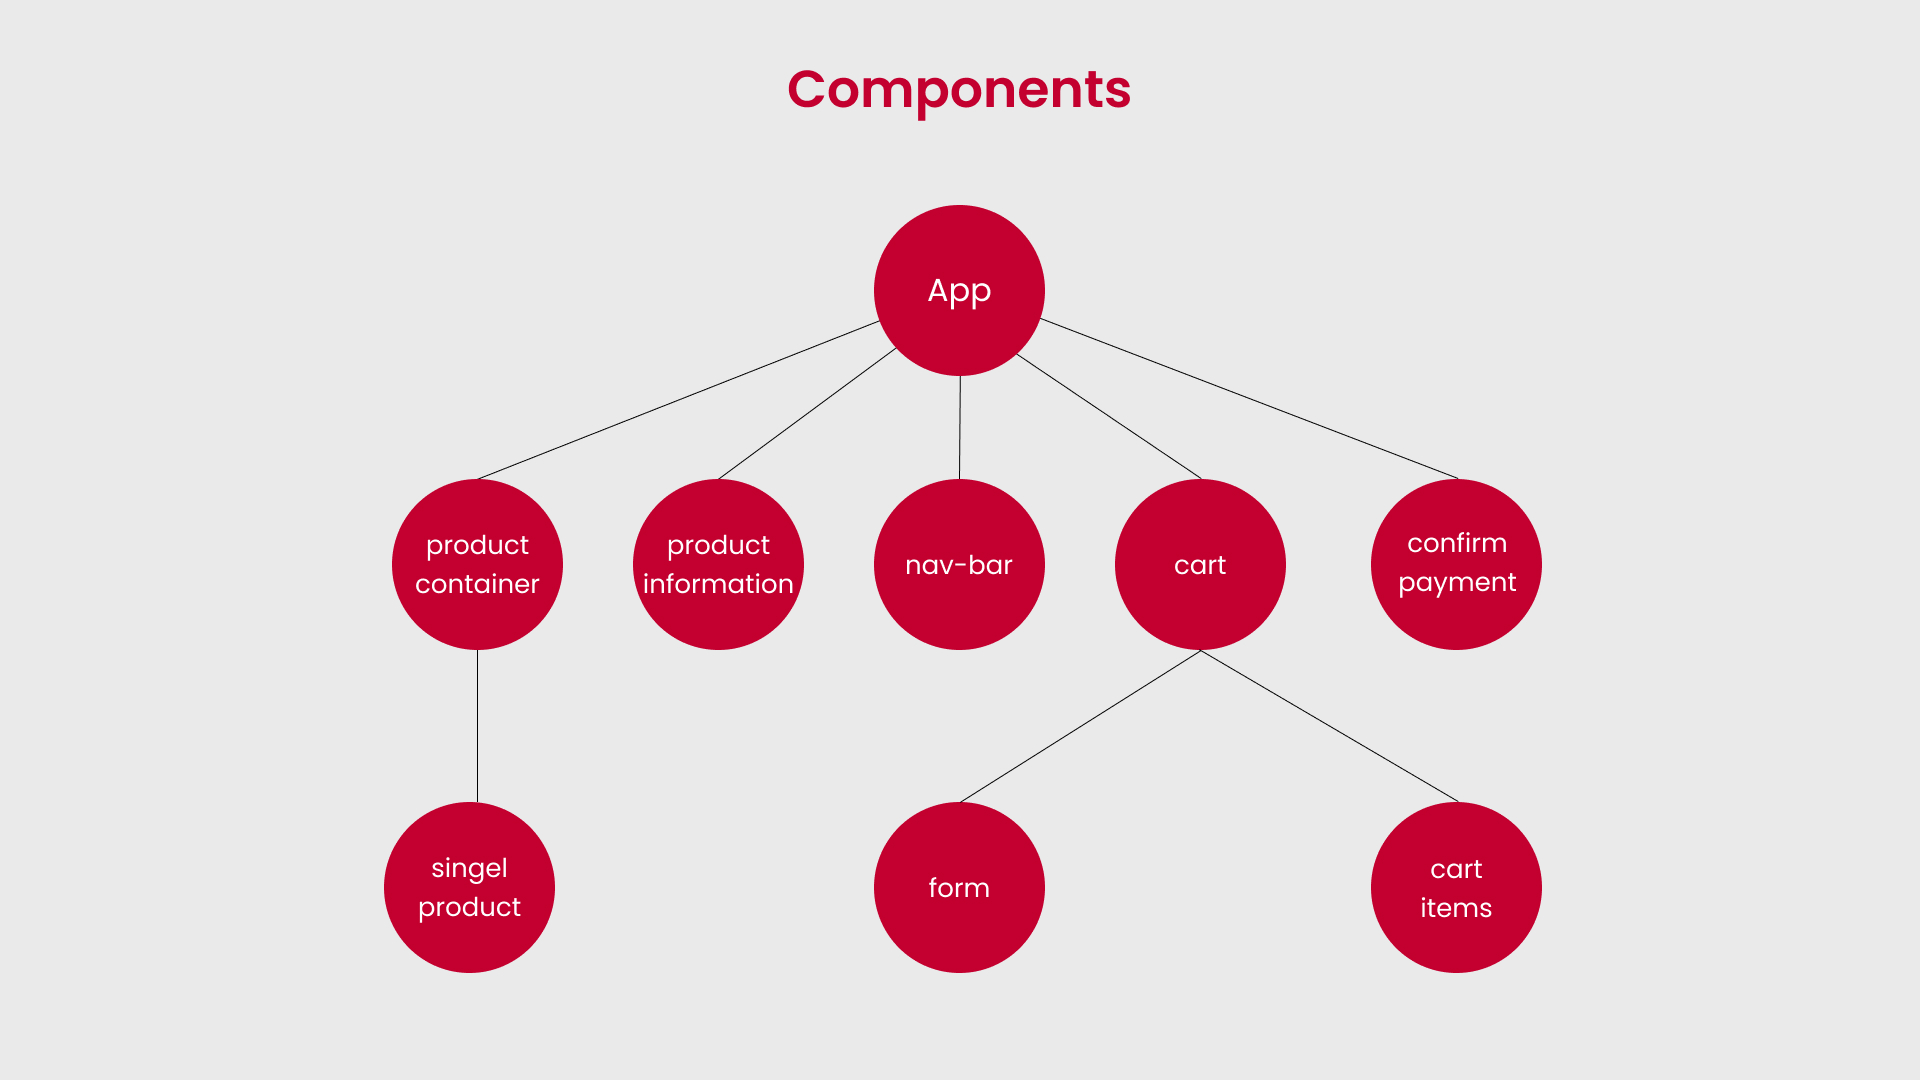 Components
App
product
container
product
information
nav-bar
cart
confirm
payment
singel
product
form
cart
items